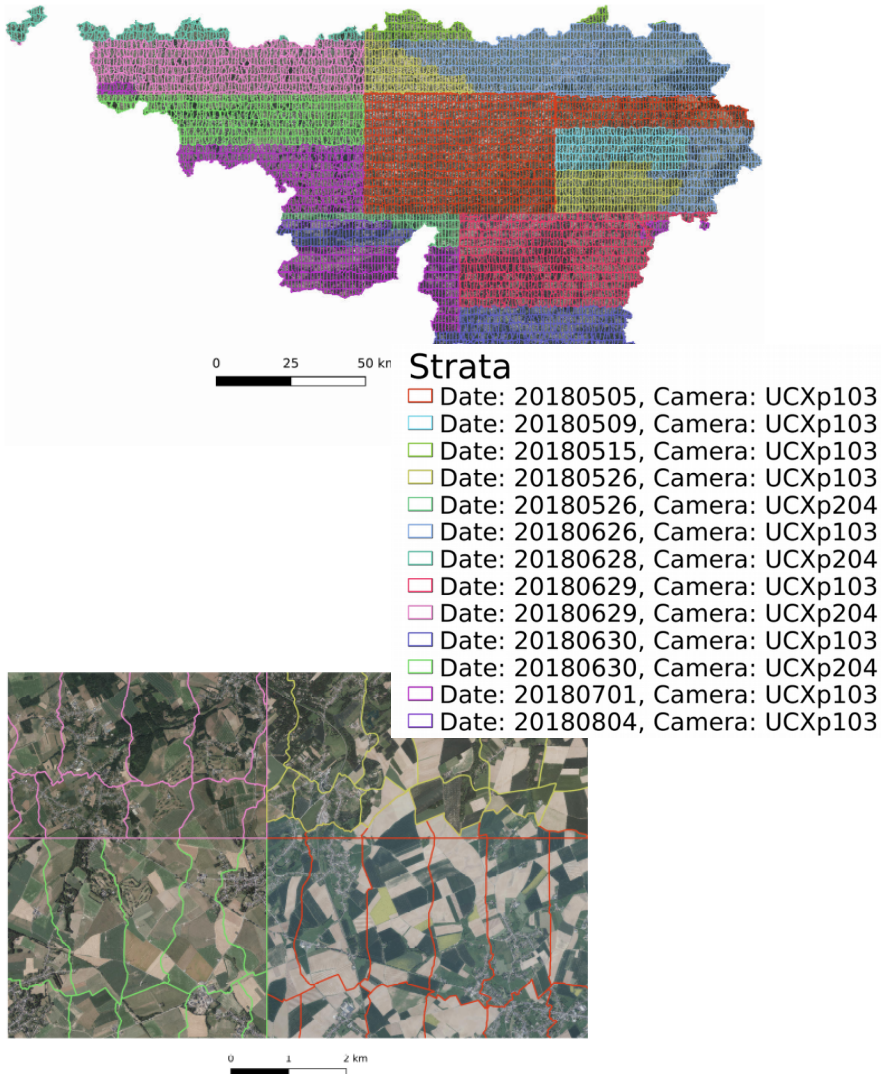 0 25 50 km
Strata
Date: 20180505, Camera: UCXp103
Date: 20180509, Camera: UCXp103
Date: 20180515, Camera: UCXp103
Date: 20180526, Camera: UCXp103
Date: 20180526, Camera: UCXp204
Date: 20180626, Camera: UCXp103
Date: 20180628, Camera: UCXp204
Date: 20180629, Camera: UCXp103
Date: 20180629, Camera: UCXp204
Date: 20180630, Camera: UCXp103
Date: 20180630, Camera: UCXp204
Date: 20180701, Camera: UCXp103
Date: 20180804, Camera: UCXp103
0 1 2 km